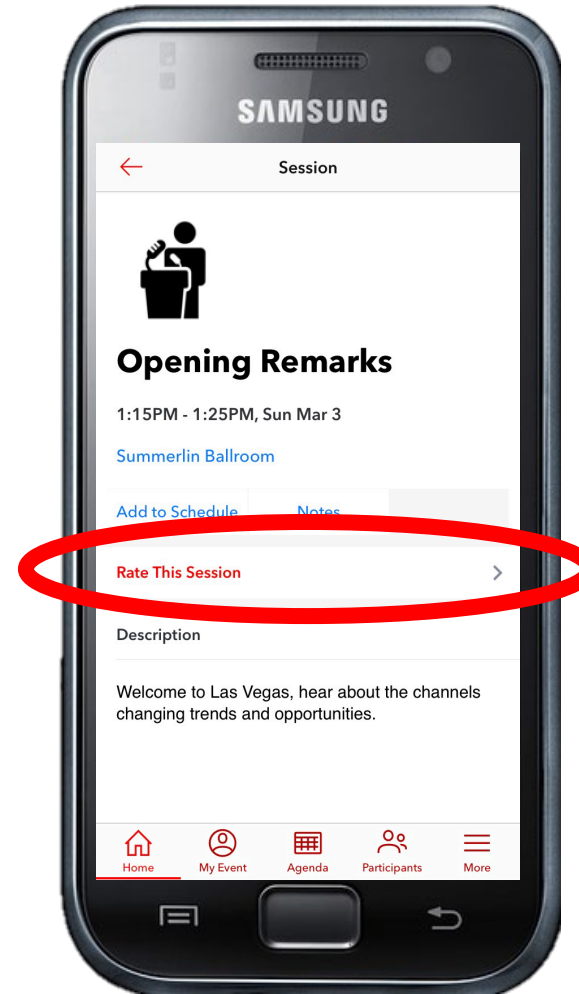 SAMSUNG
Session
Opening Remarks
1:15PM - 1:25PM, Sun Mar 3
Summerlin Ballroom
Add to Schedule Notes
Rate This Session
Description
Welcome to Las Vegas, hear about the channels
changing trends and opportunities.
Home My Event Agenda Participants More